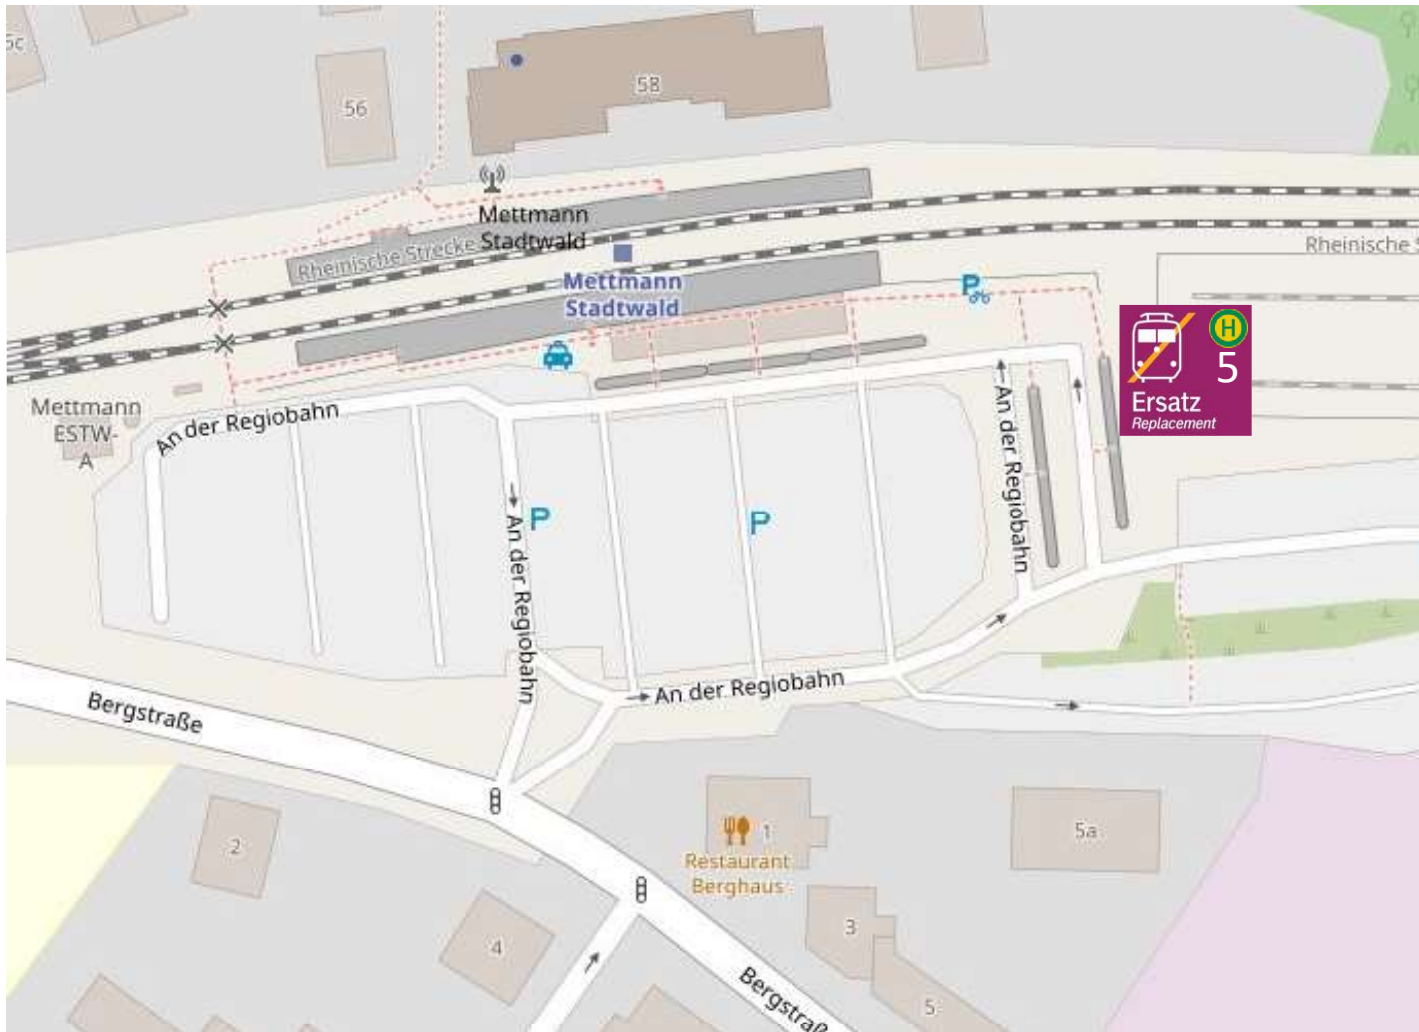 5c
56
58
Mettmann
Stadtwald
Rheinische Strecke
Rheinische S
Mettmann
Stadtwald
P
H
5
Ersatz
Replacement
Mettmann
ESTW-
A
An der Regiobahn
An der Regiobahn
An der Regiobahn
P
P
An der Regiobahn
Bergstraße
2
1
Restaurant
Berghaus
5a
3
4
5
Bergstraß